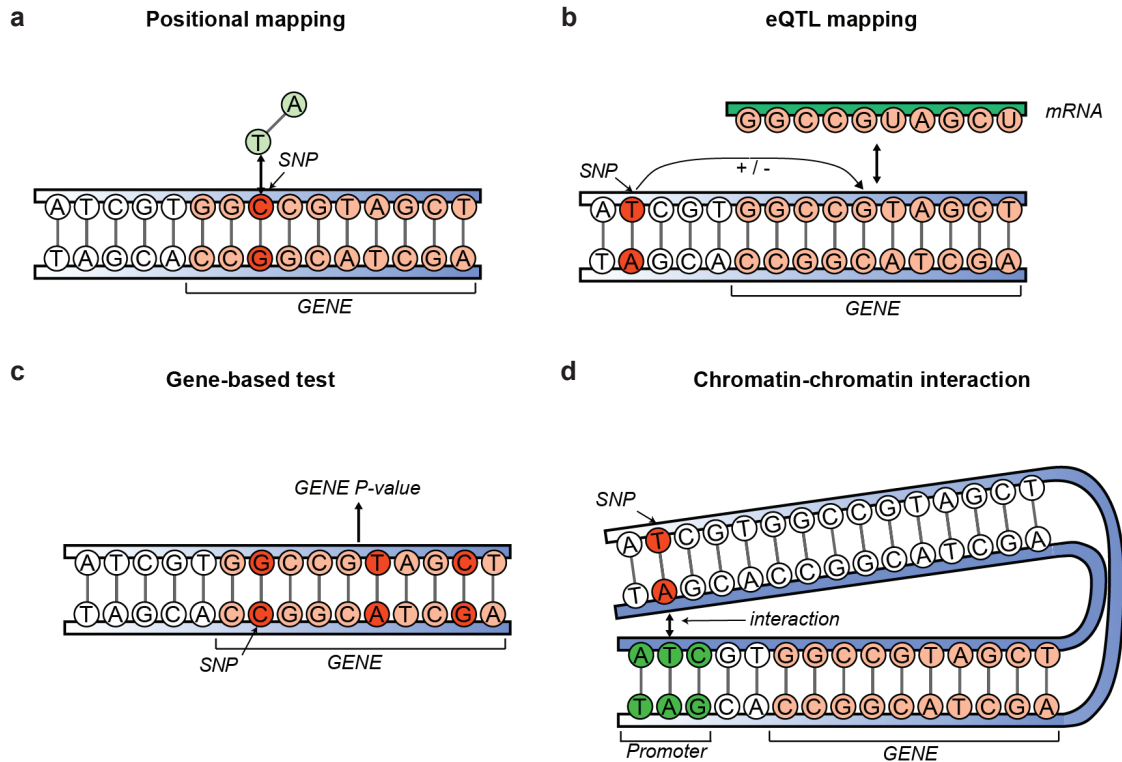 a Positional mapping
A
T
SNP
A T C G T G G C C G T A G C T
T A G C A C C G G C A T C G A
GENE
b eQTL mapping
G G C C G U A G C U mRNA
SNP
+ / -
A T C G T G G C C G T A G C T
T A G C A C C G G C A T C G A
GENE
c Gene-based test
GENE P-value
A T C G T G G C C G T A G C T
T A G C A C C G G C A T C G A
SNP
GENE
d Chromatin-chromatin interaction
SNP
A T C G T G G C C G T A G C T
T A G C A C C G G C A T C G A
interaction
A T C G T G G C C G T A G C T
T A G C A C C G G C A T C G A
Promoter
GENE